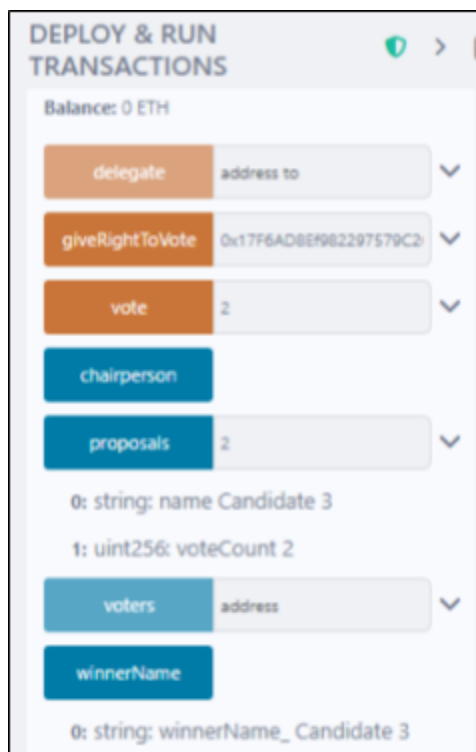 DEPLOY & RUN
TRANSACTIONS
Balance: 0 ETH
delegate address to
giveRightToVote
vote 2
chairperson
proposals 2
0: string: name Candidate 3
1: uint256: voteCount 2
voters address
winnerName
0: string: winnerName_ Candidate 3